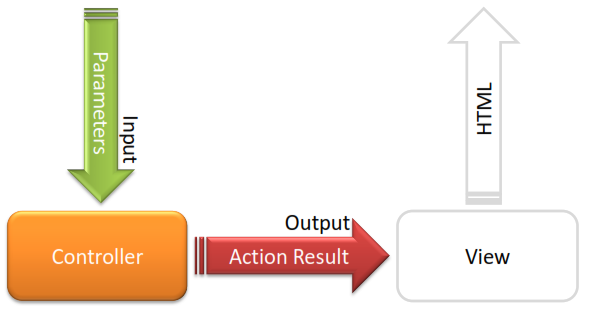 Parameters
Input
HTML
Output
Controller
Action Result
View